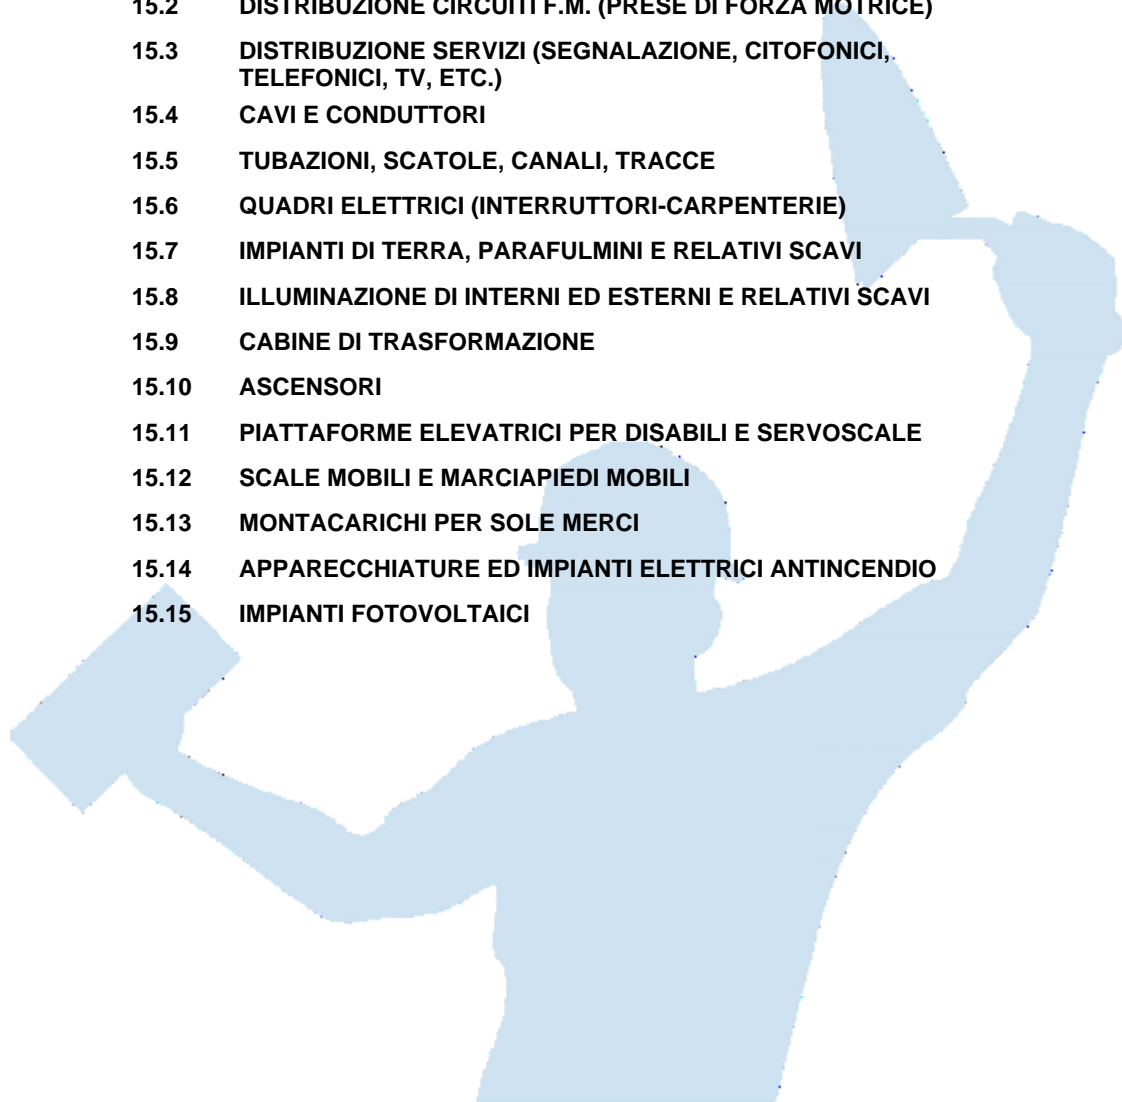 15.2 DISTRIBUZIONE CIRCUITI F.M. (PRESE DI FORZA MOTRICE)
15.3 DISTRIBUZIONE SERVIZI (SEGNALAZIONE, CITOFONICI,
TELEFONICI, TV, ETC.)
15.4 CAVI E CONDUTTORI
15.5 TUBAZIONI, SCATOLE, CANALI, TRACCE
15.6 QUADRI ELETTRICI (INTERRUTTORI-CARPENTERIE)
15.7 IMPIANTI DI TERRA, PARAFULMINI E RELATIVI SCAVI
15.8 ILLUMINAZIONE DI INTERNI ED ESTERNI E RELATIVI SCAVI
15.9 CABINE DI TRASFORMAZIONE
15.10 ASCENSORI
15.11 PIATTAFORME ELEVATRICI PER DISABILI E SERVOSCALE
15.12 SCALE MOBILI E MARCIAPIEDI MOBILI
15.13 MONTACARICHI PER SOLE MERCI
15.14 APPARECCHIATURE ED IMPIANTI ELETTRICI ANTINCENDIO
15.15 IMPIANTI FOTOVOLTAICI